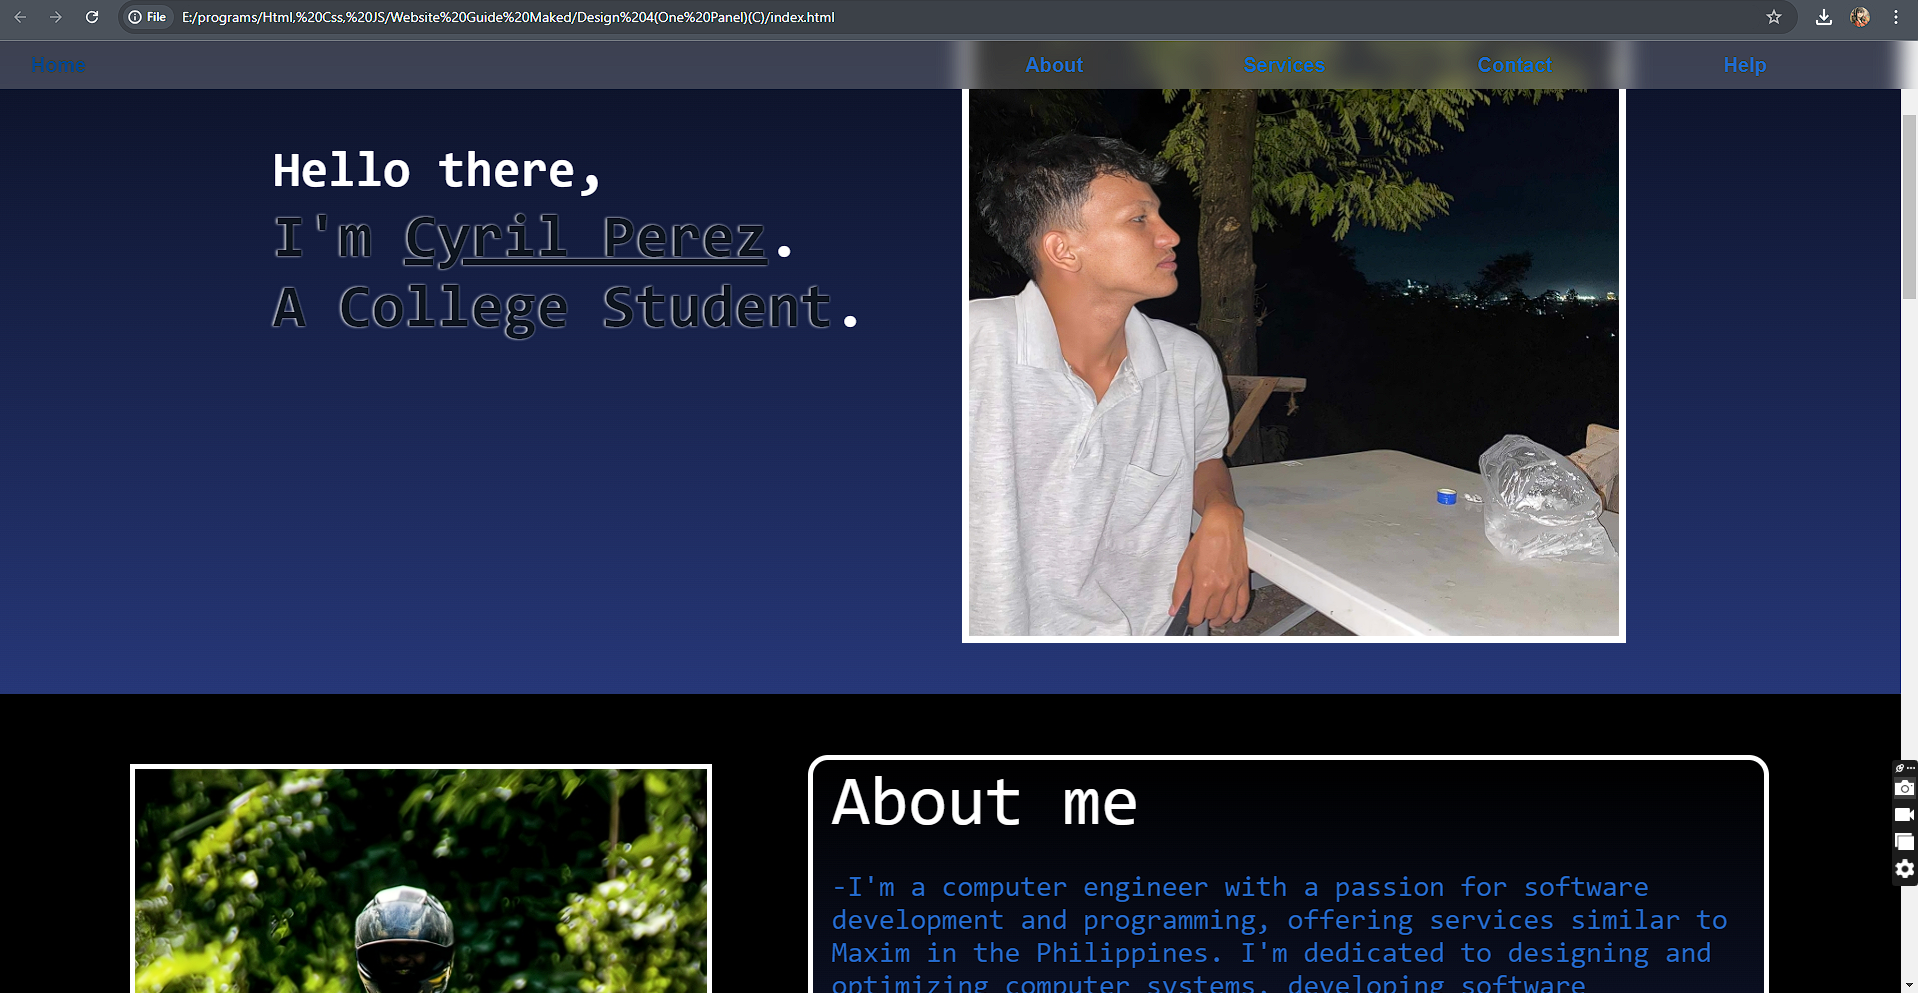 File E:/programs/Html,%20Css,%20JS/Website%20Guide%20Maked/Design%204(One%20Panel)(C)/index.html
Home About Services Contact Help
Hello there,
I'm Cyril Perez.
A College Student.
About me
-I'm a computer engineer with a passion for software
development and programming, offering services similar to
Maxim in the Philippines. I'm dedicated to designing and
optimizing computer systems, developing software